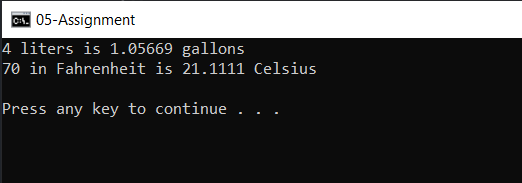 05-Assignment
4 liters is 1.05669 gallons
70 in Fahrenheit is 21.1111 Celsius
Press any key to continue . . .